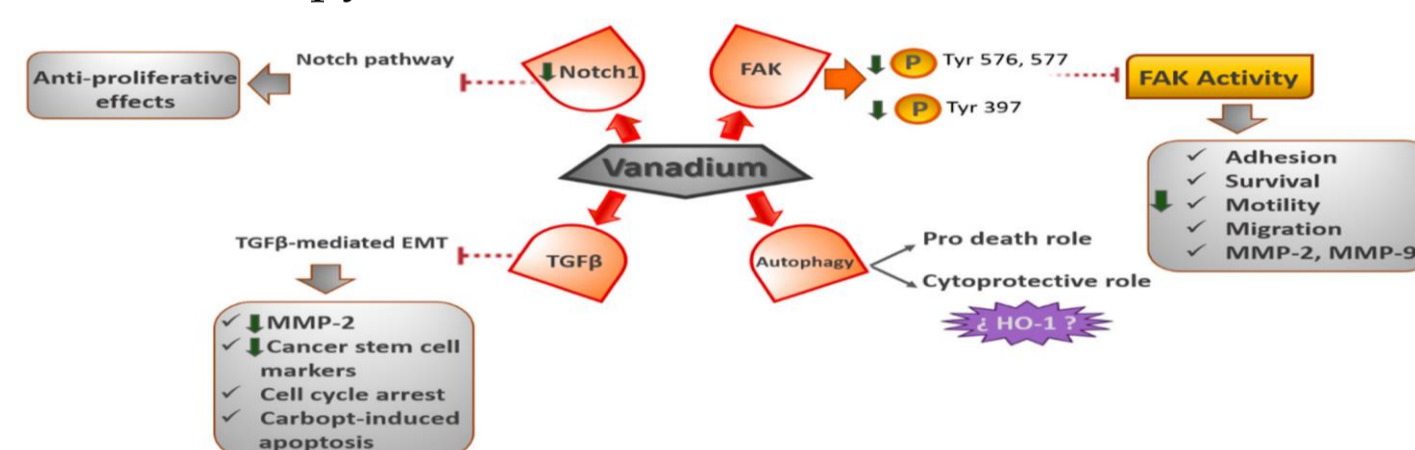 Notch pathway
Anti-proliferative
effects
Notch1
FAK
P Tyr 576, 577
P Tyr 397
FAK Activity
Adhesion
Survival
Motility
Migration
MMP-2, MMP-9
Vanadium
TGFβ-mediated EMT
TGFβ
Autophagy
Pro death role
Cytoprotective role
¿ HO-1 ?
MMP-2
Cancer stem cell
markers
Cell cycle arrest
Carbopt-induced
apoptosis